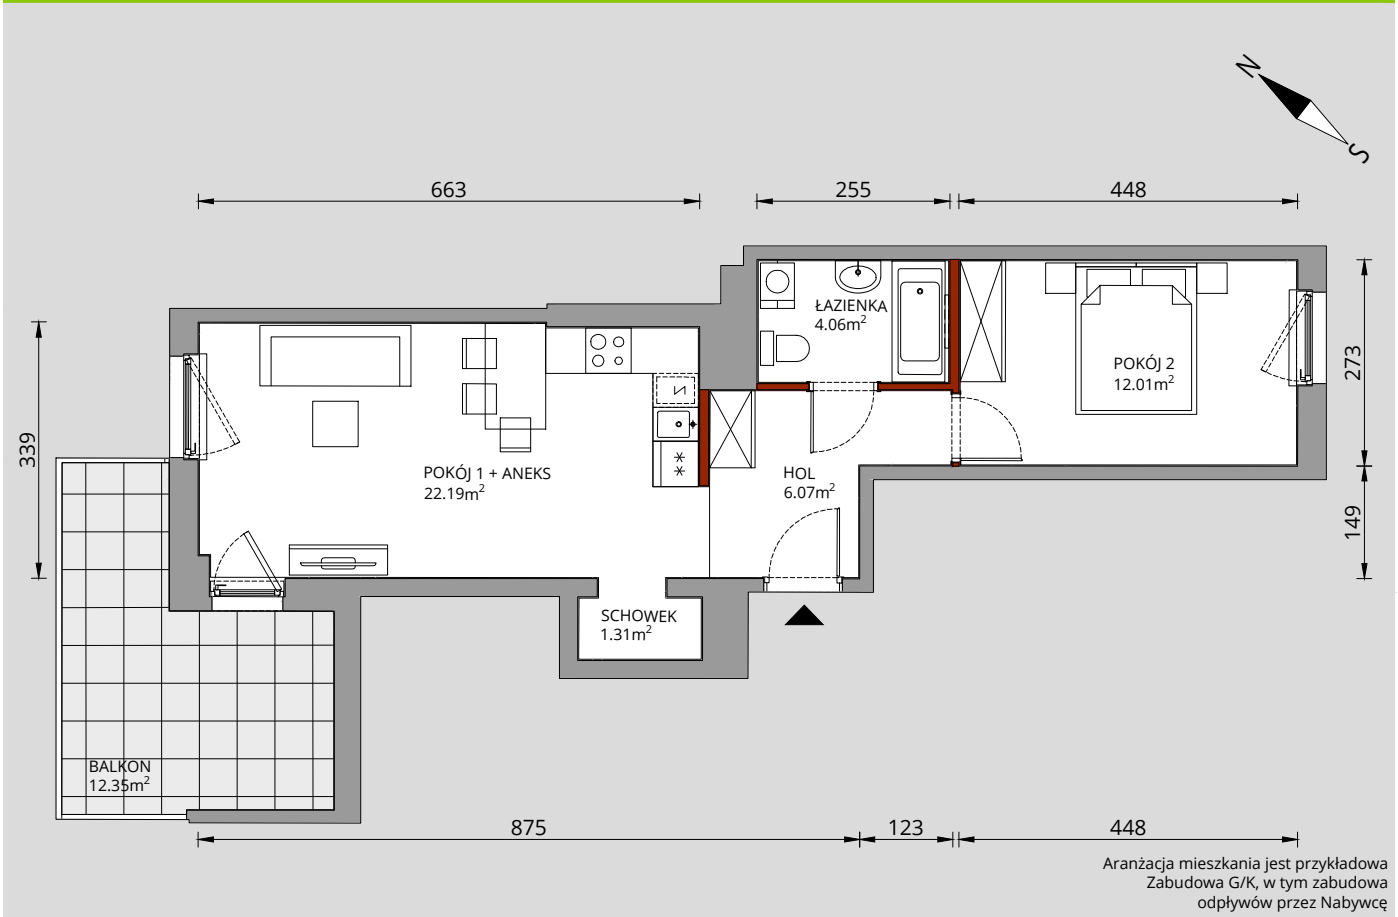 N
S
663
255
448
ŁAZIENKA
4.06m²
POKÓJ 2
12.01m²
273
339
POKÓJ 1 + ANEKS
22.19m²
HOL
6.07m²
149
SCHOWEK
1.31m²
BALKON
12.35m²
875
123
448
Aranżacja mieszkania jest przykładowa
Zabudowa G/K, w tym zabudowa
odpływów przez Nabywcę